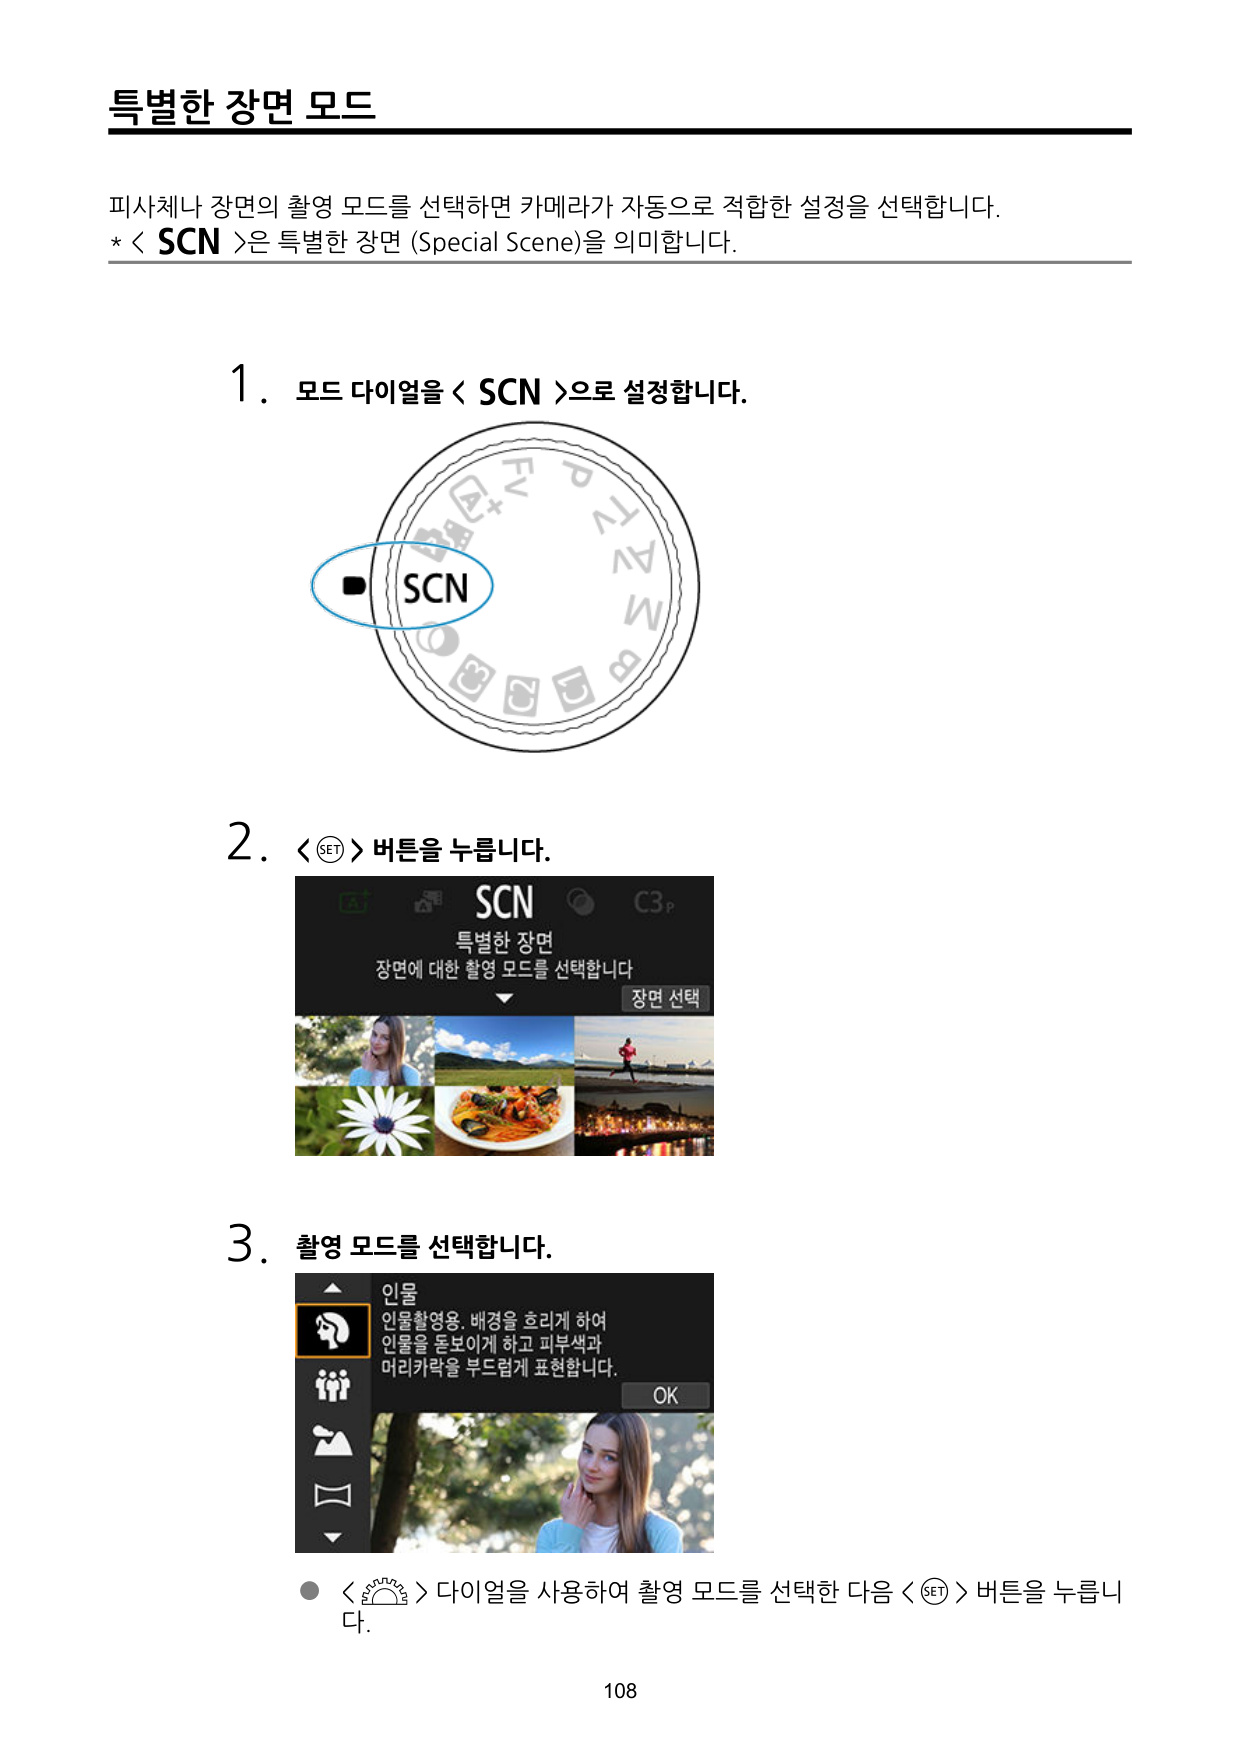 특별한 장면 모드
피사체나 장면의 촬영 모드를 선택하면 카메라가 자동으로 적합한 설정을 선택합니다.
* < SCN >은 특별한 장면 (Special Scene)을 의미합니다.
1. 모드 다이얼을 < SCN >으로 설정합니다.
Fv
P
A+
Tv
Av
SCN
M
B
C3
C2
C1
2. < SET > 버튼을 누릅니다.
A+ SCN C3P
특별한 장면
장면에 대한 촬영 모드를 선택합니다
장면 선택
3. 촬영 모드를 선택합니다.
인물
인물촬영용. 배경을 흐리게 하여
인물을 돋보이게 하고 피부색과
머리카락을 부드럽게 표현합니다.
OK
● < > 다이얼을 사용하여 촬영 모드를 선택한 다음 < SET > 버튼을 누릅니
다.
108